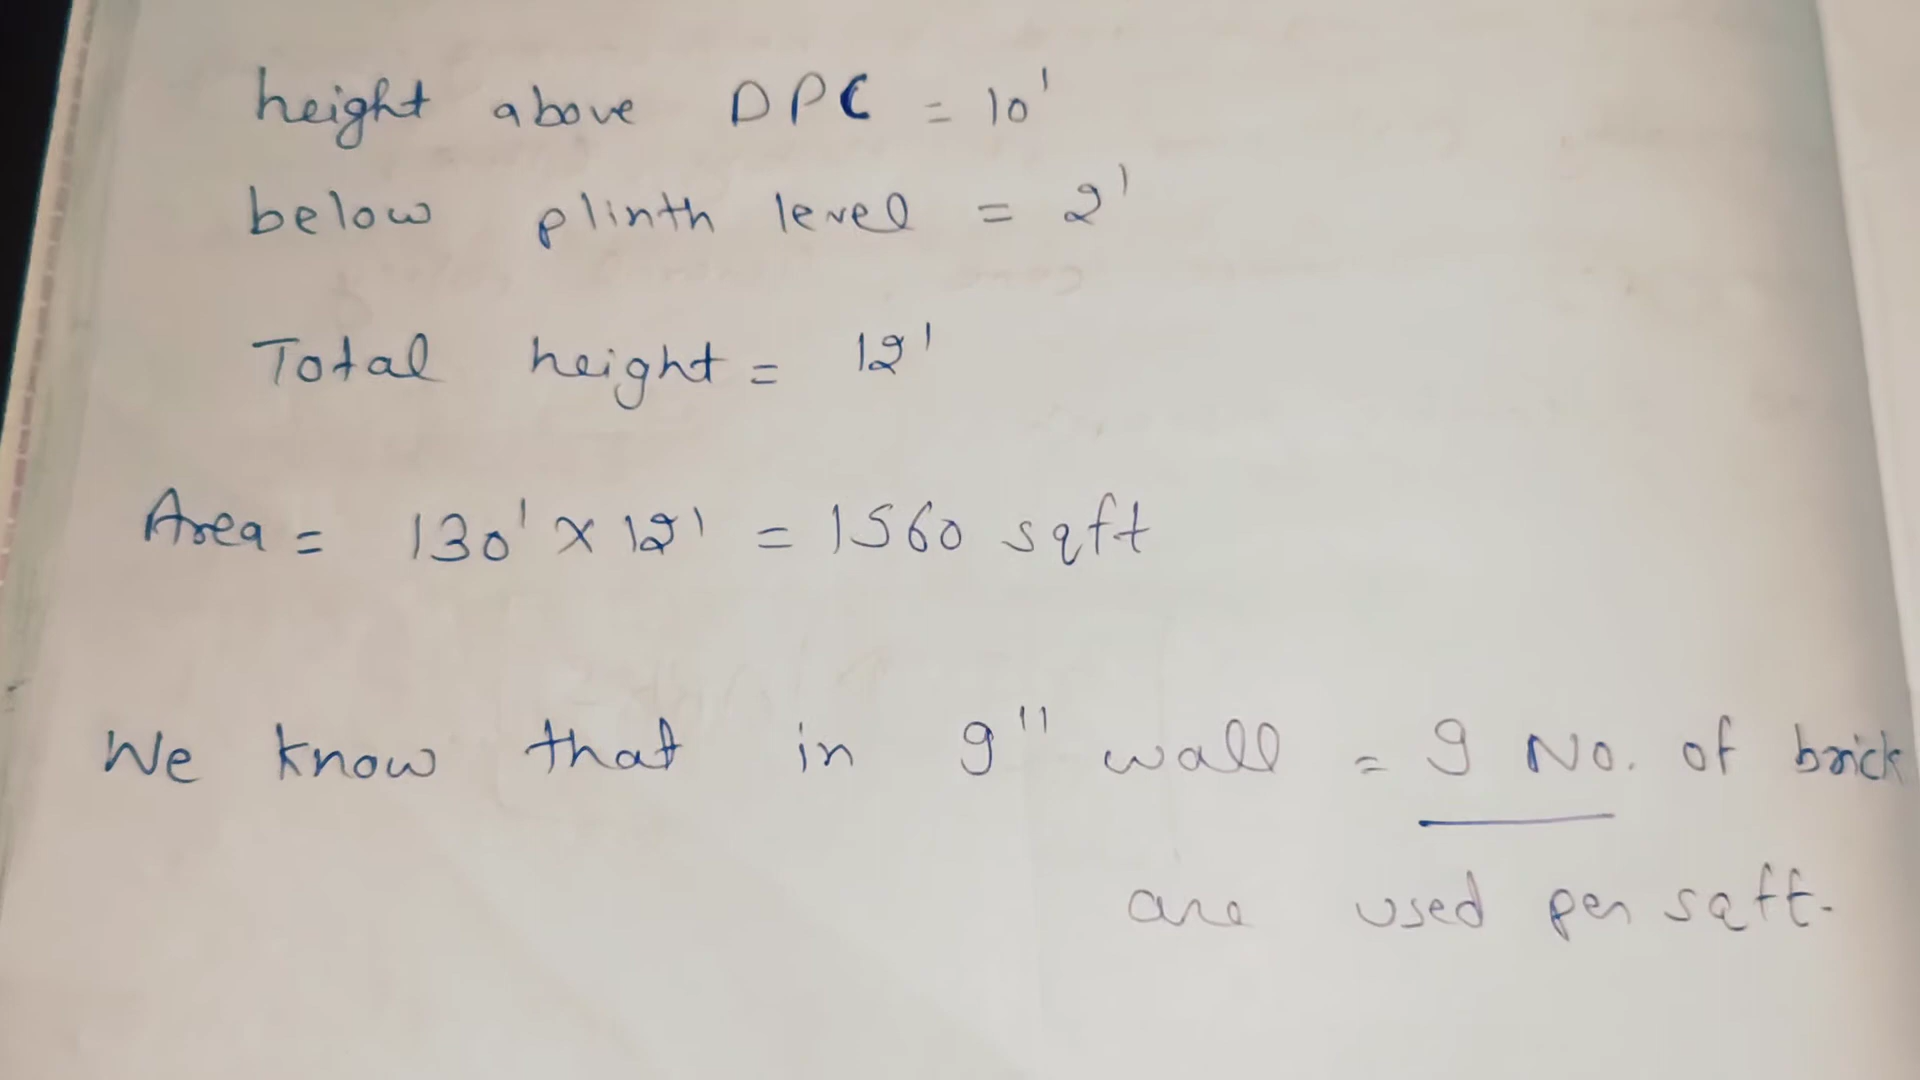 height above DPC = 10'
below plinth level = 2'
Total height = 12'
Area = 130' x 12' = 1560 sqft
We know that in 9" wall = 9 No. of brick
are used per sqft.